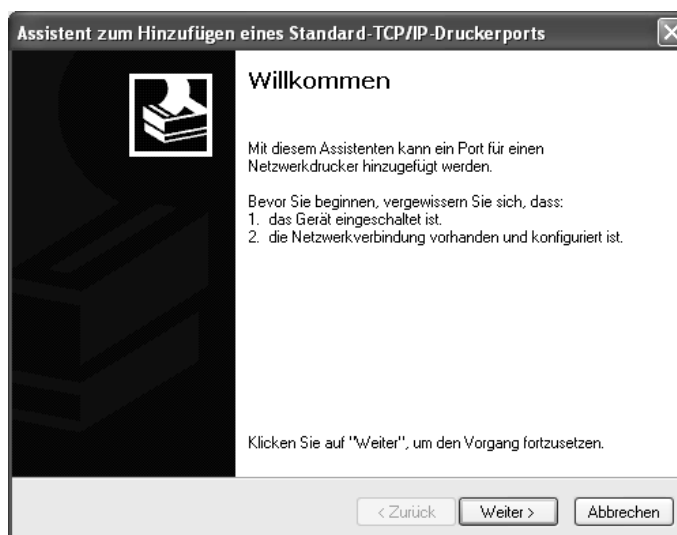 Assistent zum Hinzufügen eines Standard-TCP/IP-Druckerports
Willkommen
Mit diesem Assistenten kann ein Port für einen
Netzwerkdrucker hinzugefügt werden.
Bevor Sie beginnen, vergewissern Sie sich, dass:
1. das Gerät eingeschaltet ist.
2. die Netzwerkverbindung vorhanden und konfiguriert ist.
Klicken Sie auf "Weiter", um den Vorgang fortzusetzen.
< Zurück Weiter > Abbrechen